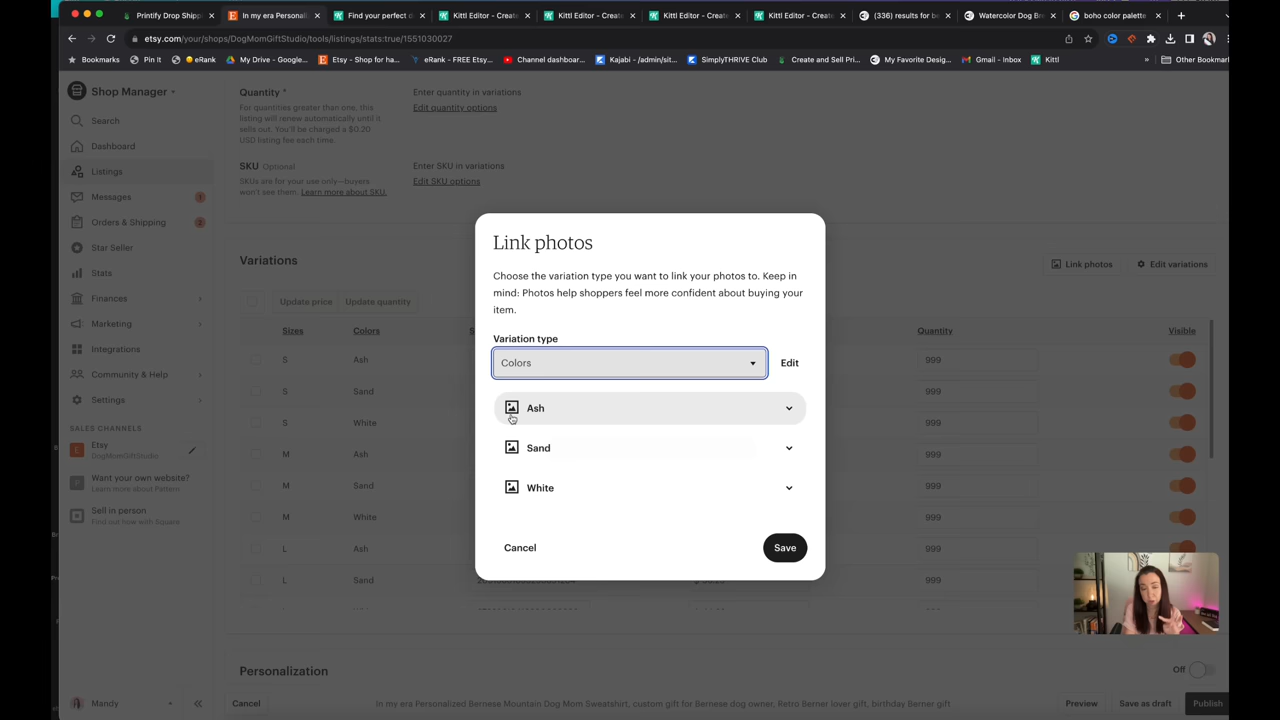 Printify Drop Shipp
In my era Personal
Find your perfect d
Kittl Editor - Create
Kittl Editor - Create
Kittl Editor - Create
Kittl Editor - Create
(336) results for be
Watercolor Dog Br
boho color palette
etsy.com/your/shops/DogMomGiftStudio/tools/listings/stats:true/1551030027
Bookmarks
Pin It
eRank
My Drive - Google...
Etsy - Shop for ha...
eRank - FREE Etsy...
Channel dashboar...
Kajabi - /admin/sit...
SimplyTHRIVE Club
Create and Sell Pri...
My Favorite Desig...
Gmail - Inbox
Kittl
»
Other Bookmar
Shop Manager
Search
Dashboard
Listings
Messages 1
Orders & Shipping 2
Star Seller
Stats
Finances
Marketing
Integrations
Community & Help
Settings
SALES CHANNELS
Etsy
DogMomGiftStudio
Want your own website?
Learn more about Pattern
Sell in person
Find out how with Square
Mandy
Quantity *
For quantities greater than one, this
listing will renew automatically until it
sells out. You'll be charged a $0.20
USD listing fee each time.
Enter quantity in variations
Edit quantity options
SKU Optional
SKUs are for your use only—buyers
won't see them. Learn more about SKU.
Enter SKU in variations
Edit SKU options
Variations
Link photos
Edit variations
Update price
Update quantity
Sizes Colors Quantity Visible
S Ash 999
S Sand 999
S White 999
M Ash 999
M Sand 999
M White 999
L Ash 999
L Sand 999
Link photos
Choose the variation type you want to link your photos to. Keep in
mind: Photos help shoppers feel more confident about buying your
item.
Variation type
Colors
Edit
Ash
Sand
White
Cancel
Save
Personalization
Off
Cancel
In my era Personalized Bernese Mountain Dog Mom Sweatshirt, custom gift for Bernese dog owner, Retro Berner lover gift, birthday Berner gift
Preview
Save as draft
Publish